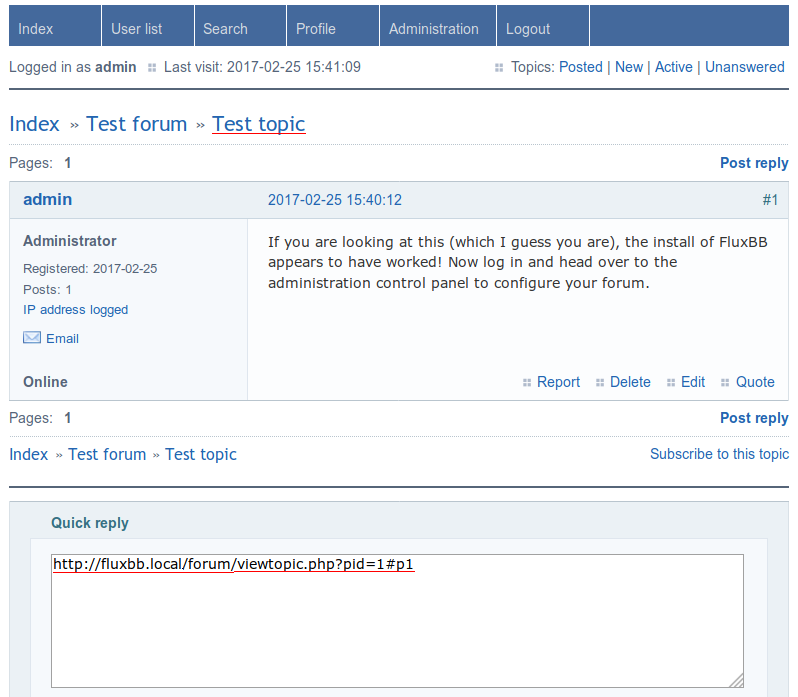 Index User list Search Profile Administration Logout
Logged in as admin Last visit: 2017-02-25 15:41:09 Topics: Posted | New | Active | Unanswered
Index » Test forum » Test topic
Pages: 1 Post reply
admin 2017-02-25 15:40:12 #1
Administrator
Registered: 2017-02-25
Posts: 1
IP address logged
Email
Online
If you are looking at this (which I guess you are), the install of FluxBB
appears to have worked! Now log in and head over to the
administration control panel to configure your forum.
Report Delete Edit Quote
Pages: 1 Post reply
Index » Test forum » Test topic Subscribe to this topic
Quick reply
http://fluxbb.local/forum/viewtopic.php?pid=1#p1